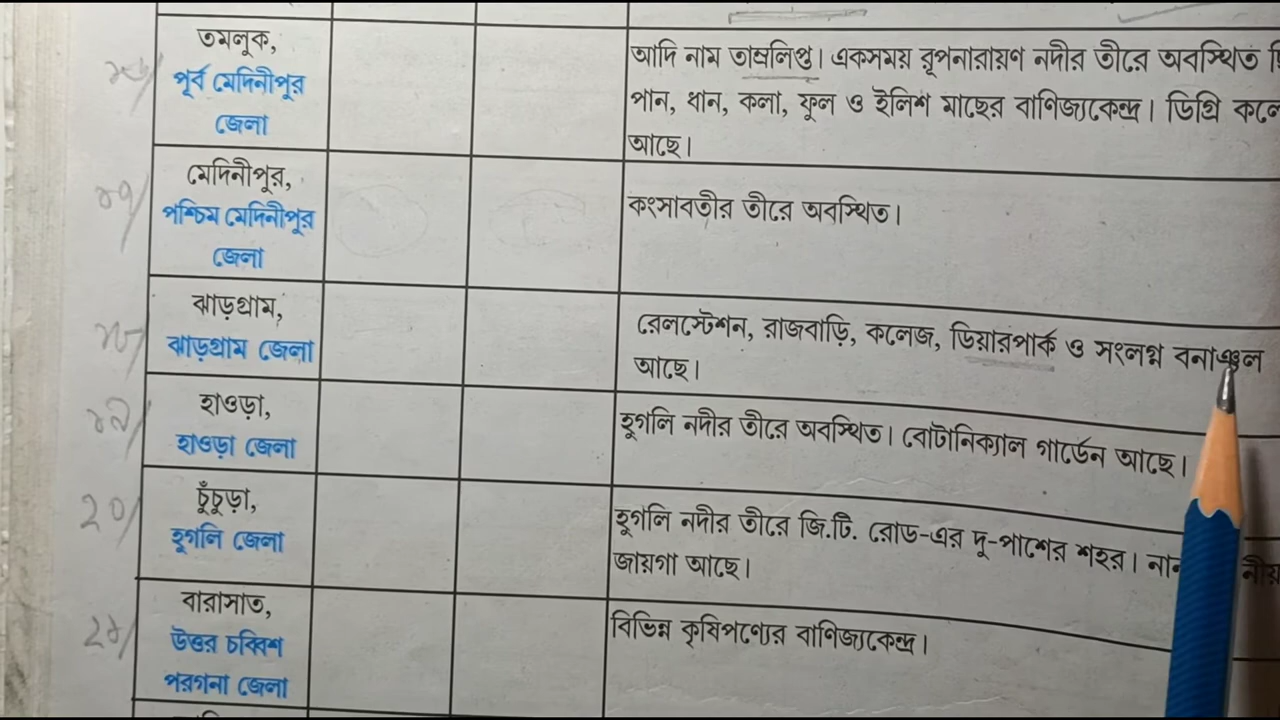 তমলুক,
পূর্ব মেদিনীপুর
জেলা
আদি নাম তাম্রলিপ্ত। একসময় রূপনারায়ণ নদীর তীরে অবস্থিত
পান, ধান, কলা, ফুল ও ইলিশ মাছের বাণিজ্যকেন্দ্র। ডিগ্রি
আছে।
মেদিনীপুর,
পশ্চিম মেদিনীপুর
জেলা
কংসাবতীর তীরে অবস্থিত।
ঝাড়গ্রাম,
ঝাড়গ্রাম জেলা
রেলস্টেশন, রাজবাড়ি, কলেজ, ডিয়ারপার্ক ও সংলগ্ন বনাঞ্চল
আছে।
হাওড়া,
হাওড়া জেলা
হুগলি নদীর তীরে অবস্থিত। বোটানিক্যাল গার্ডেন আছে।
২০/
চুঁচুড়া,
হুগলি জেলা
হুগলি নদীর তীরে জি.টি. রোড-এর দু-পাশের শহর।
জায়গা আছে।
২১/
বারাসাত,
উত্তর চব্বিশ
পরগনা জেলা
বিভিন্ন কৃষিপণ্যের বাণিজ্যকেন্দ্র।